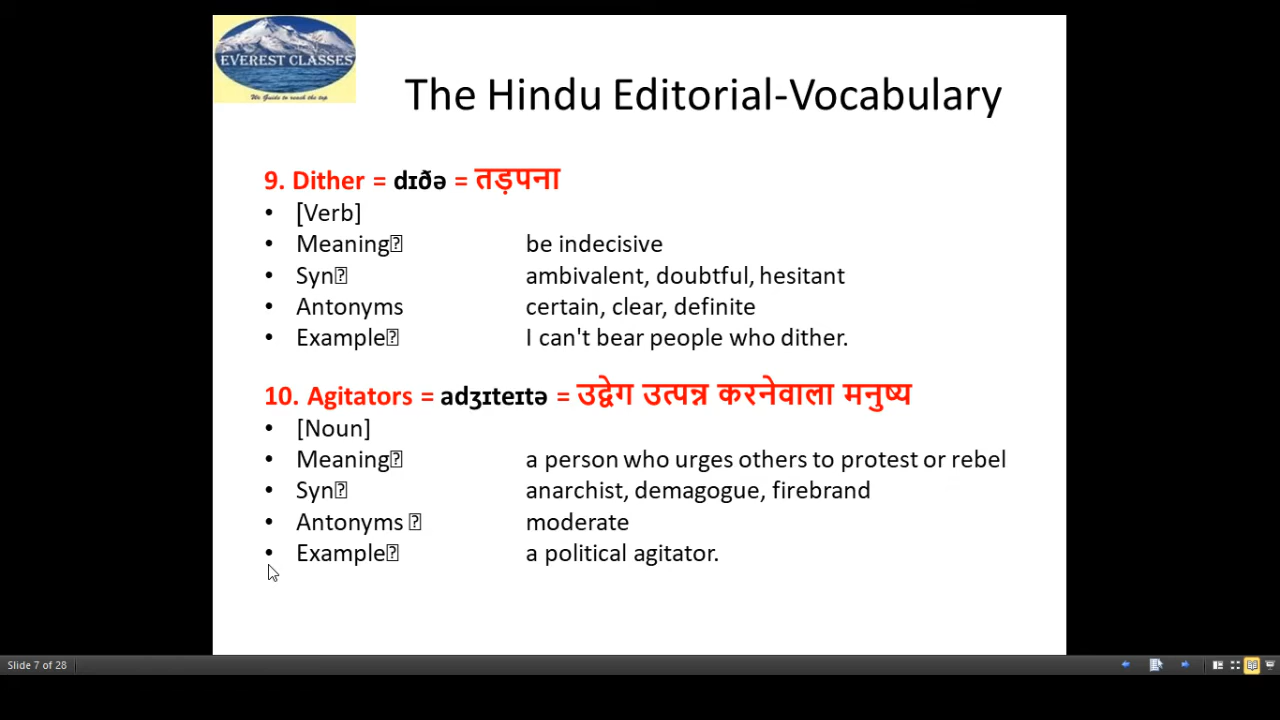 EVEREST CLASSES
We Guide to reach the top
The Hindu Editorial-Vocabulary
9. Dither = dɪðə = तड़पना
• [Verb]
• Meaning be indecisive
• Syn ambivalent, doubtful, hesitant
• Antonyms certain, clear, definite
• Example I can't bear people who dither.
10. Agitators = adʒɪteɪtə = उद्वेग उत्पन्न करनेवाला मनुष्य
• [Noun]
• Meaning a person who urges others to protest or rebel
• Syn anarchist, demagogue, firebrand
• Antonyms moderate
• Example a political agitator.
Slide 7 of 28